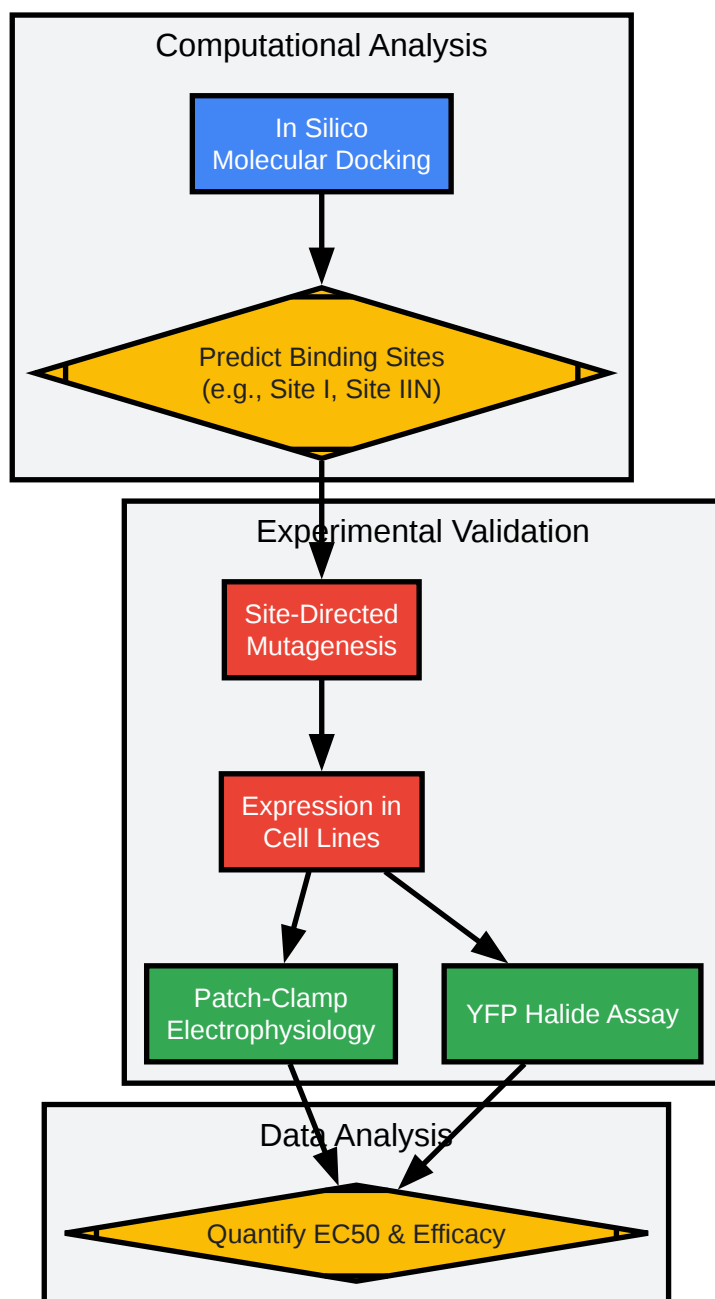 Computational Analysis
In Silico
Molecular Docking
Predict Binding Sites
(e.g., Site I, Site IIN)
Experimental Validation
Site-Directed
Mutagenesis
Expression in
Cell Lines
Patch-Clamp
Electrophysiology
YFP Halide Assay
Data Analysis
Quantify EC50 & Efficacy